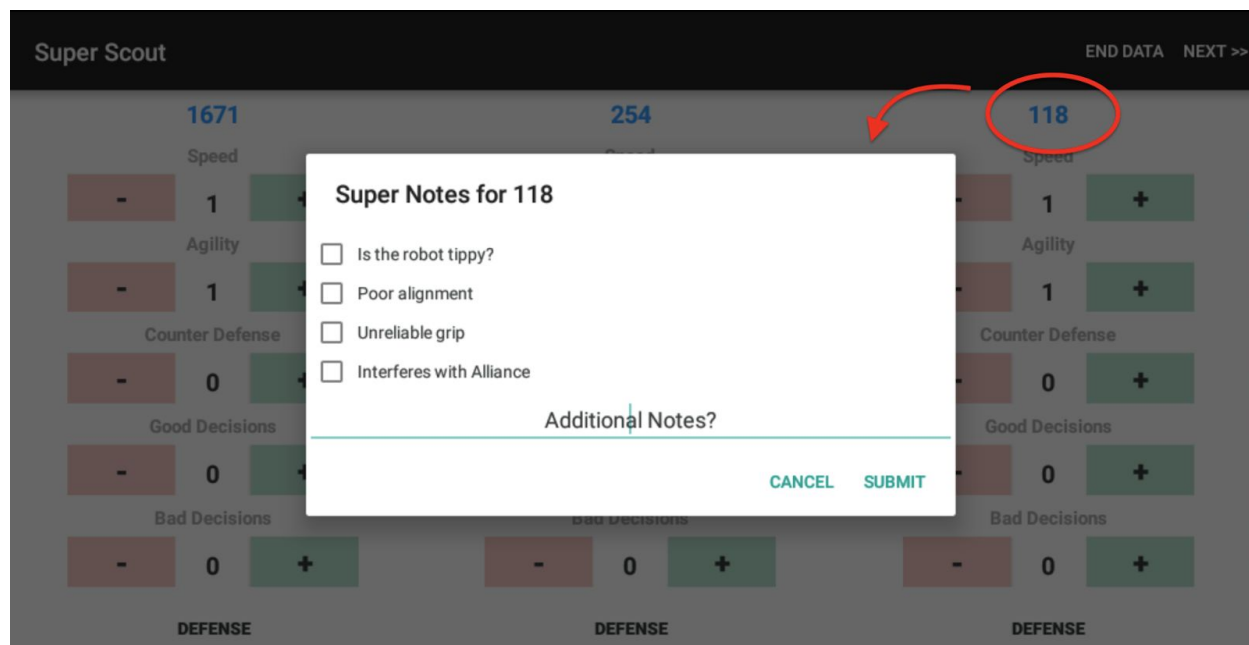 Super Scout END DATA NEXT >>
1671 254 118
Speed Speed Speed
Super Notes for 118
- 1 + - 1 +
Agility Agility
Is the robot tippy?
- 1 + - 1 +
Poor alignment
Counter Defense Counter Defense
Unreliable grip
Interferes with Alliance
- 0 + - 0 +
Additional Notes?
Good Decisions Good Decisions
- 0 + - 0 +
CANCEL SUBMIT
Bad Decisions Bad Decisions Bad Decisions
- 0 + - 0 + - 0 +
DEFENSE DEFENSE DEFENSE